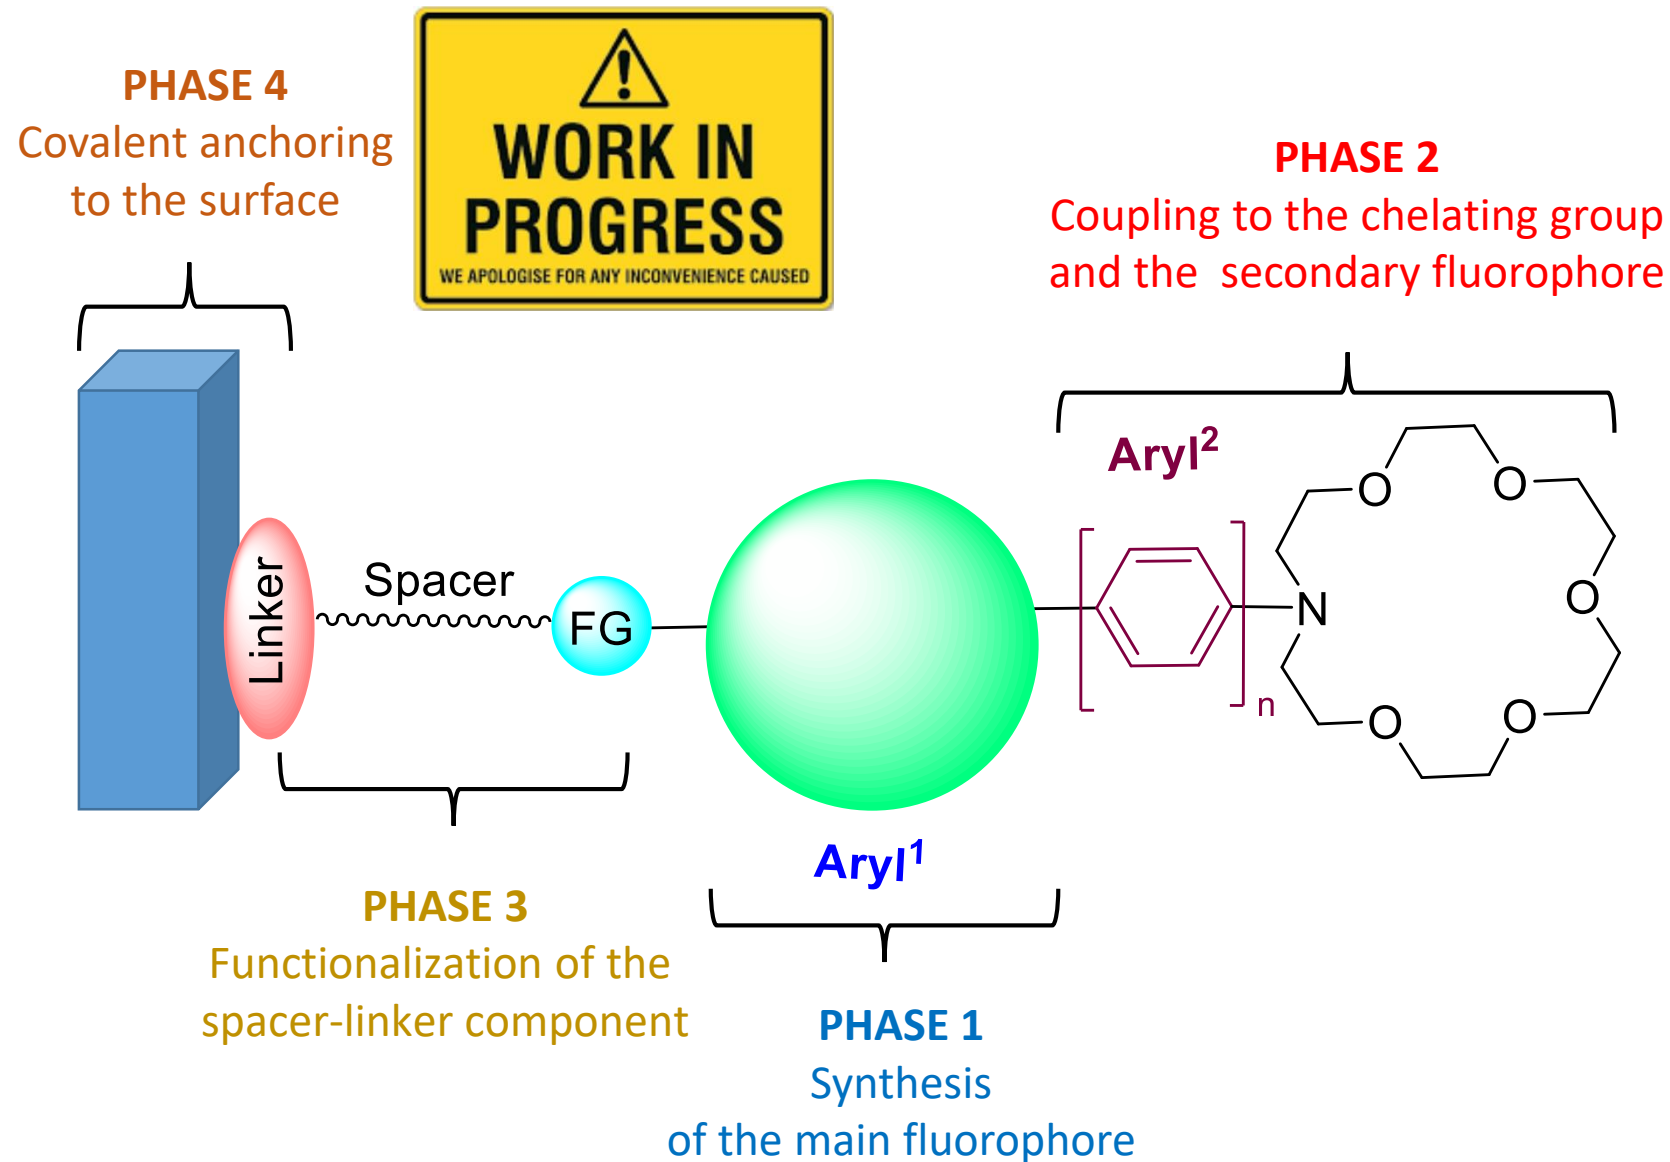 PHASE 4
Covalent anchoring
to the surface
WORK IN
PROGRESS
WE APOLOGISE FOR ANY INCONVENIENCE CAUSED
PHASE 2
Coupling to the chelating group
and the secondary fluorophore
Aryl²
O
O
O
N
O
O
n
Linker
Spacer
FG
Aryl¹
PHASE 3
Functionalization of the
spacer-linker component
PHASE 1
Synthesis
of the main fluorophore